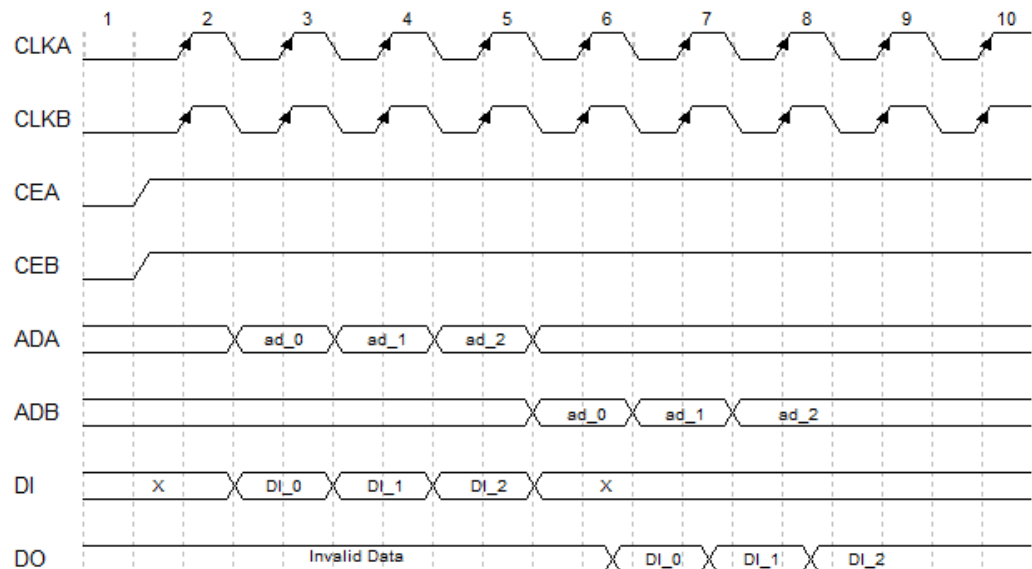 1 2 3 4 5 6 7 8 9 10
CLKA
CLKB
CEA
CEB
ADA ad_0 ad_1 ad_2
ADB ad_0 ad_1 ad_2
DI X DI_0 DI_1 DI_2 X
DO Invalid Data DI_0 DI_1 DI_2